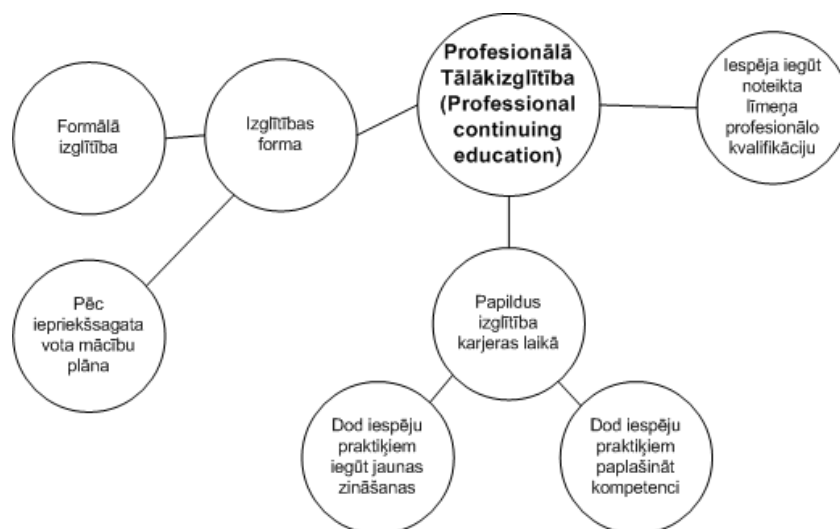 Profesionālā
Tālākizglītība
(Professional
continuing
education)
Iespēja iegūt
noteikta
līmeņa
profesionālo
kvalifikāciju
Formālā
izglītība
Izglītības
forma
Pēc
iepriekšsagata
vota mācību
plāna
Papildus
izglītība
karjeras laikā
Dod iespēju
praktiķiem
iegūt jaunas
zināšanas
Dod iespēju
praktiķiem
paplašināt
kompetenci